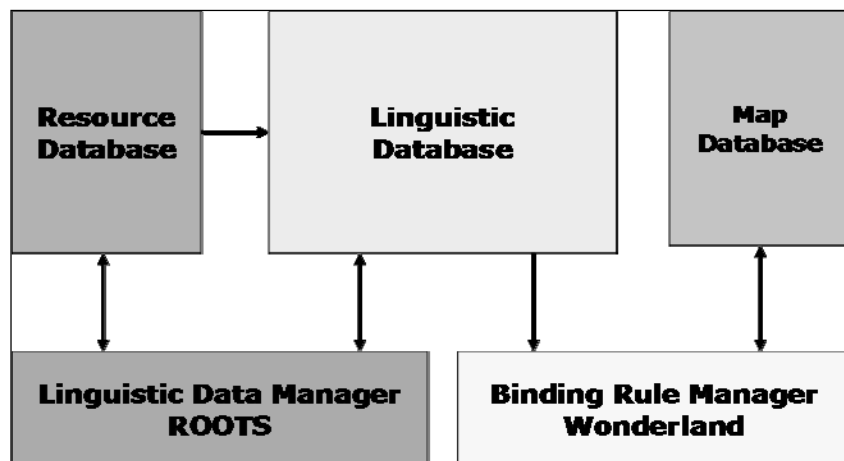 Resource
Database
Linguistic
Database
Map
Database
Linguistic Data Manager
ROOTS
Binding Rule Manager
Wonderland